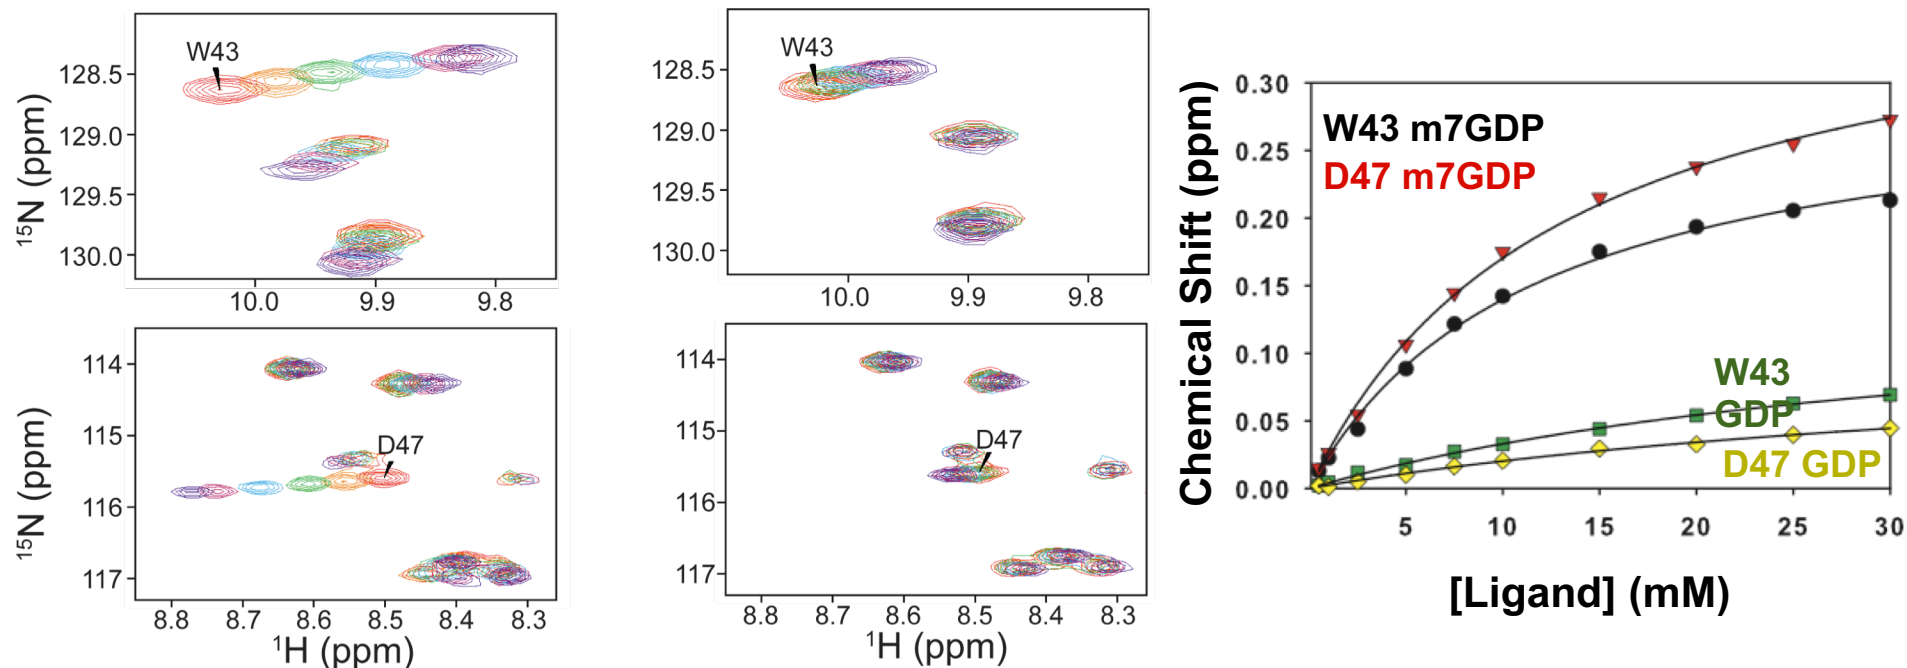 W43
128.5
129.0
129.5
130.0
15N (ppm)
10.0 9.9 9.8
W43
128.5
129.0
129.5
130.0
10.0 9.9 9.8
114
115
116
117
15N (ppm)
D47
8.8 8.7 8.6 8.5 8.4 8.3
1H (ppm)
114
115
116
117
D47
8.8 8.7 8.6 8.5 8.4 8.3
1H (ppm)
Chemical Shift (ppm)
0.30
0.25
0.20
0.15
0.10
0.05
0.00
W43 m7GDP
D47 m7GDP
W43
GDP
D47 GDP
5 10 15 20 25 30
[Ligand] (mM)